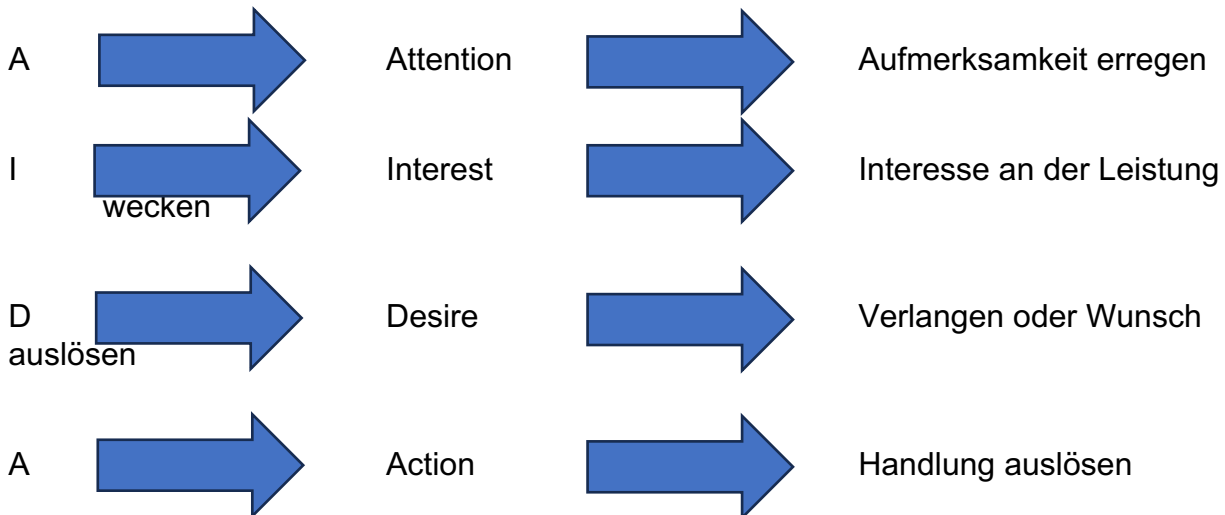 A Attention Aufmerksamkeit erregen
I Interest Interesse an der Leistung
wecken
D Desire Verlangen oder Wunsch
auslösen
A Action Handlung auslösen